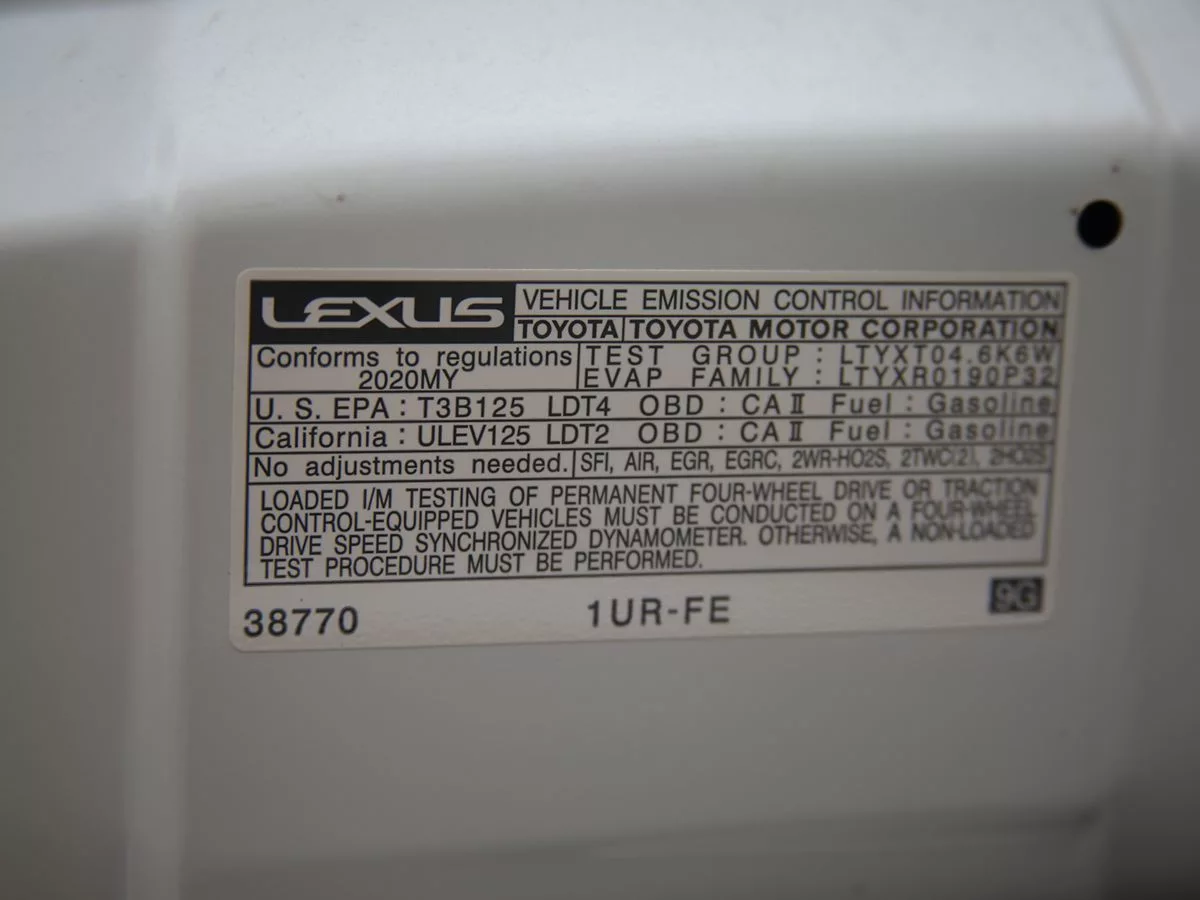 LEXUS VEHICLE EMISSION CONTROL INFORMATION
TOYOTA TOYOTA MOTOR CORPORATION
Conforms to regulations 2020MY
TEST GROUP : LTYXT04.6K6W
EVAP FAMILY : LTYXR0190P32
U. S. EPA : T3B125 LDT4 OBD : CA II Fuel : Gasoline
California : ULEV125 LDT2 OBD : CA II Fuel : Gasoline
No adjustments needed. SFI, AIR, EGR, EGRC, 2WR-HO2S, 2TWC(2), 2HO2S
LOADED I/M TESTING OF PERMANENT FOUR-WHEEL DRIVE OR TRACTION
CONTROL-EQUIPPED VEHICLES MUST BE CONDUCTED ON A FOUR-WHEEL
DRIVE SPEED SYNCHRONIZED DYNAMOMETER. OTHERWISE, A NON-LOADED
TEST PROCEDURE MUST BE PERFORMED.
38770 1UR-FE 9G